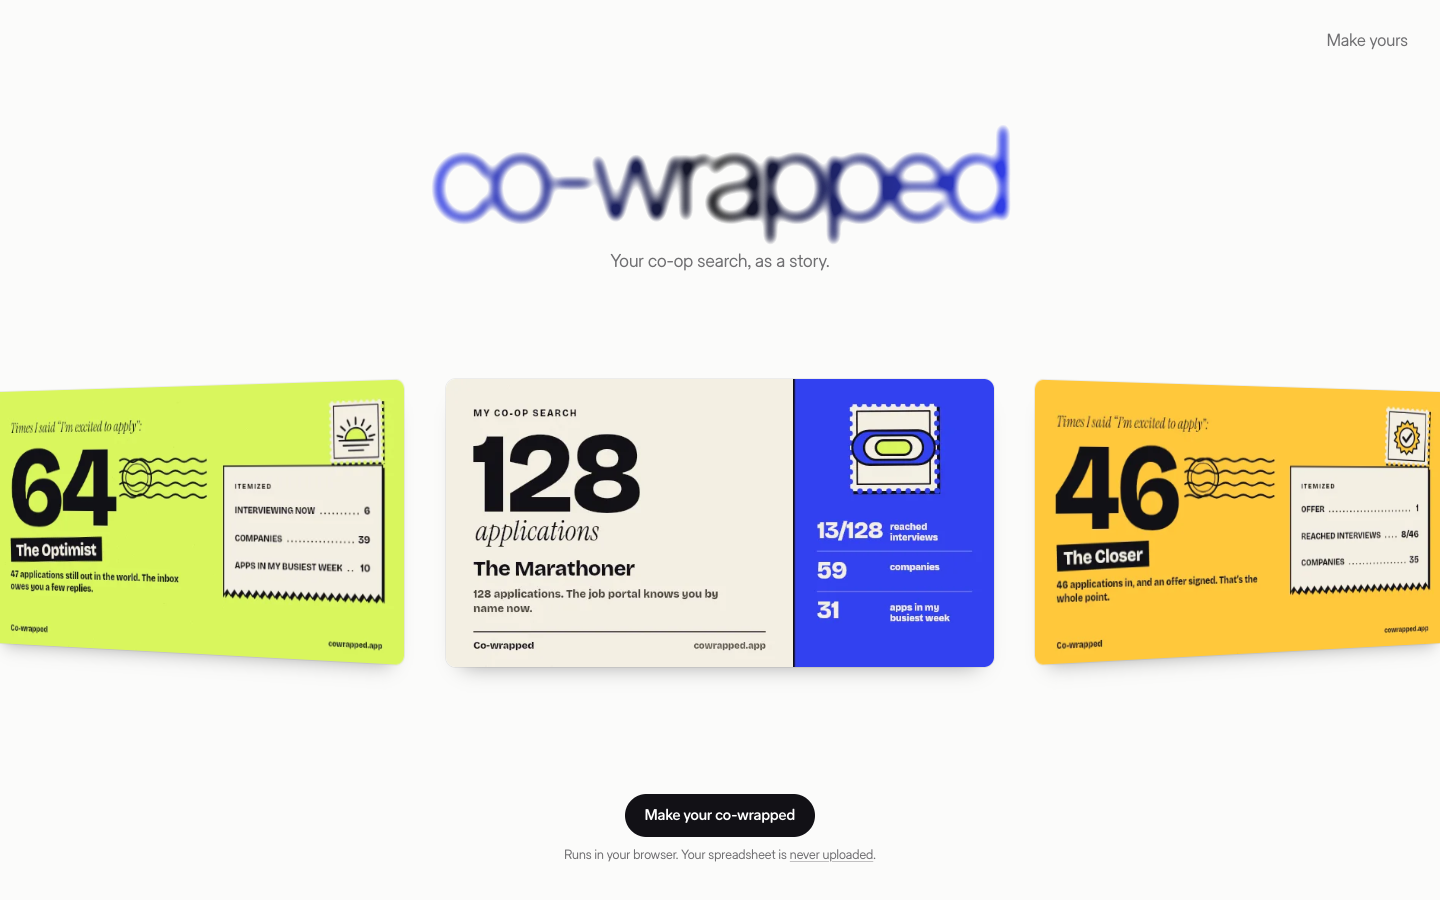 Make yours
co-wrapped
Your co-op search, as a story.
Times I said "I'm excited to apply":
64
The Optimist
47 applications still out in the world. The inbox
owes you a few replies.
ITEMIZED
INTERVIEWING NOW .......... 6
COMPANIES ................. 39
APPS IN MY BUSIEST WEEK .. 10
Co-wrapped
cowrapped.app
MY CO-OP SEARCH
128
applications
The Marathoner
128 applications. The job portal knows you by
name now.
Co-wrapped
cowrapped.app
13/128 reached
interviews
59 companies
31 apps in my
busiest week
Times I said "I'm excited to apply":
46
The Closer
46 applications in, and an offer signed. That's the
whole point.
ITEMIZED
OFFER ........................ 1
REACHED INTERVIEWS .... 8/46
COMPANIES ................... 35
Co-wrapped
cowrapped.app
Make your co-wrapped
Runs in your browser. Your spreadsheet is never uploaded.